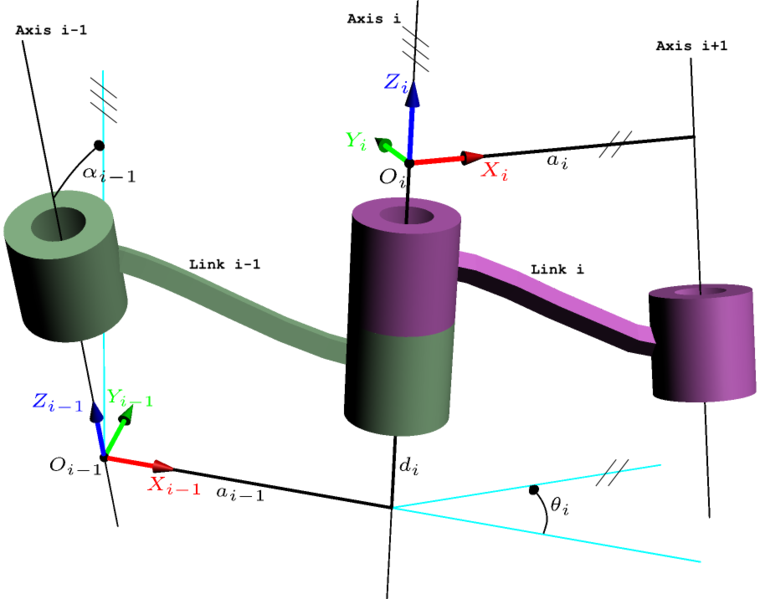 Axis i-1
Axis i
Axis i+1
Z_i
Y_i
X_i
a_i
O_i
α_{i-1}
Link i-1
Link i
Z_{i-1}
Y_{i-1}
O_{i-1}
X_{i-1}
a_{i-1}
d_i
θ_i